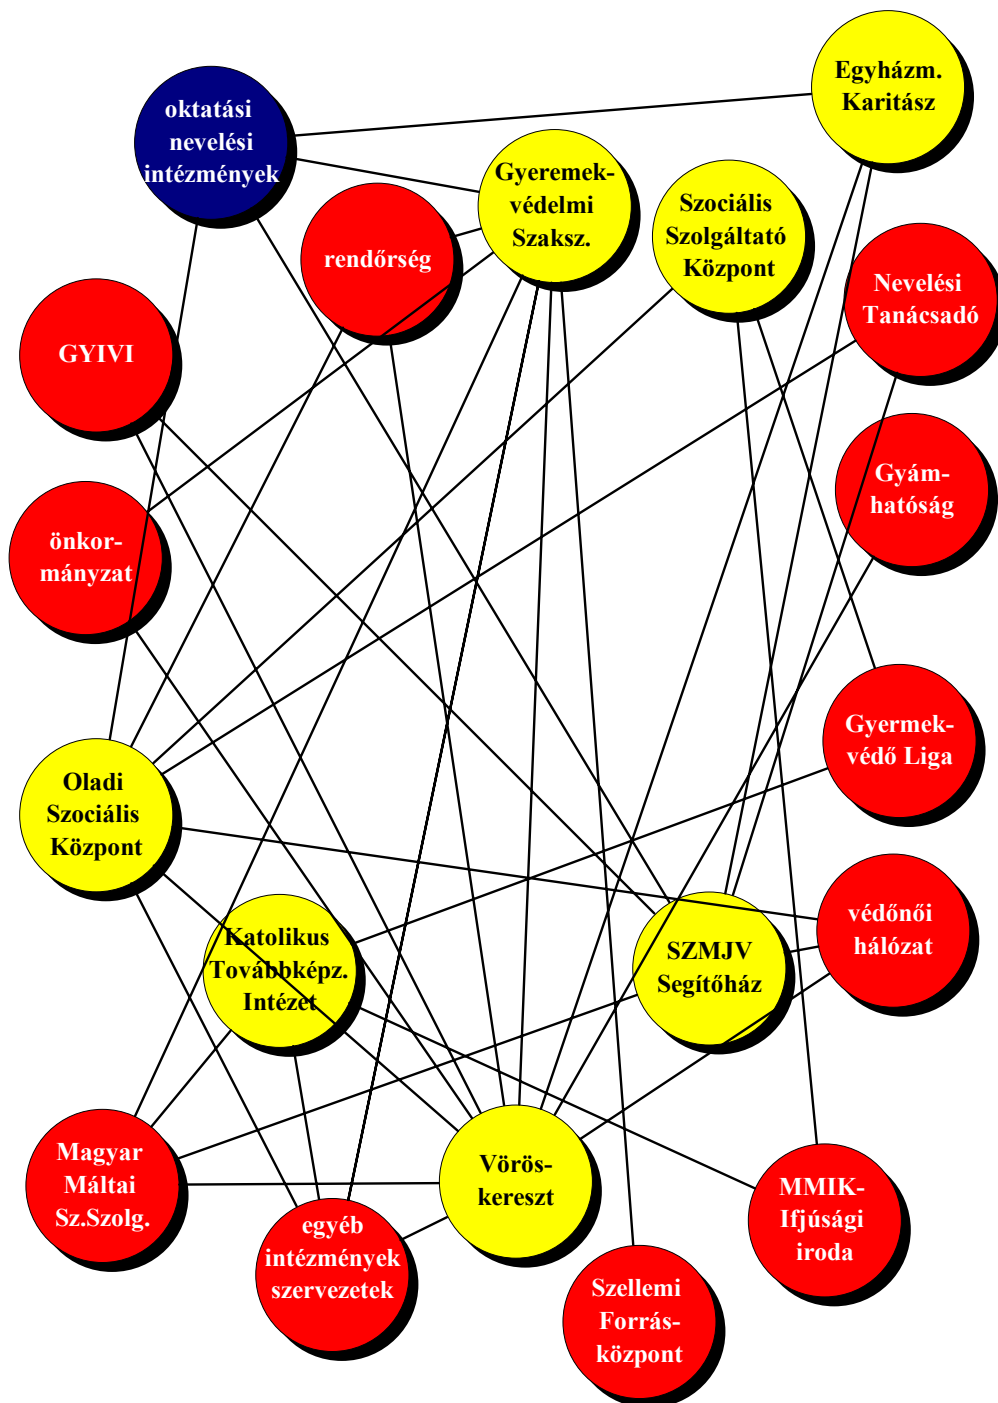 Egyházm.
Karitász
oktatási
nevelési
intézmények
Gyeremek-
védelmi
Szaksz.
Szociális
Szolgáltató
Központ
rendőrség
Nevelési
Tanácsadó
GYIVI
Gyám-
hatóság
önkor-
mányzat
Gyermek-
védő Liga
Oladi
Szociális
Központ
védőnői
hálózat
Katolikus
Továbbképz.
Intézet
SZMJV
Segítőház
Magyar
Máltai
Sz.Szolg.
Vörös-
kereszt
MMIK-
Ifjúsági
iroda
egyéb
intézmények
szervezetek
Szellemi
Forrás-
központ